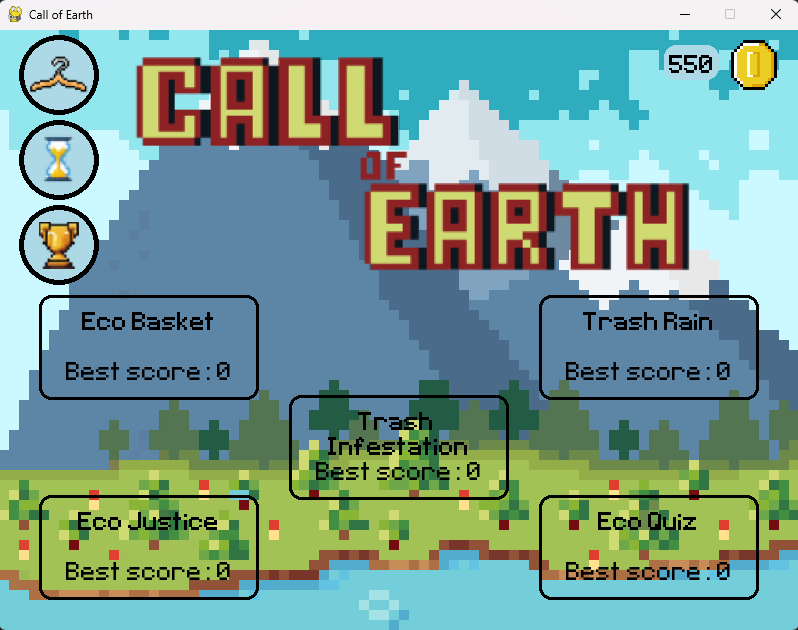 Call of Earth
550
CALL
OF
EARTH
Eco Basket
Best score : 0
Trash Rain
Best score : 0
Trash
Infestation
Best score : 0
Eco Justice
Best score : 0
Eco Quiz
Best score : 0